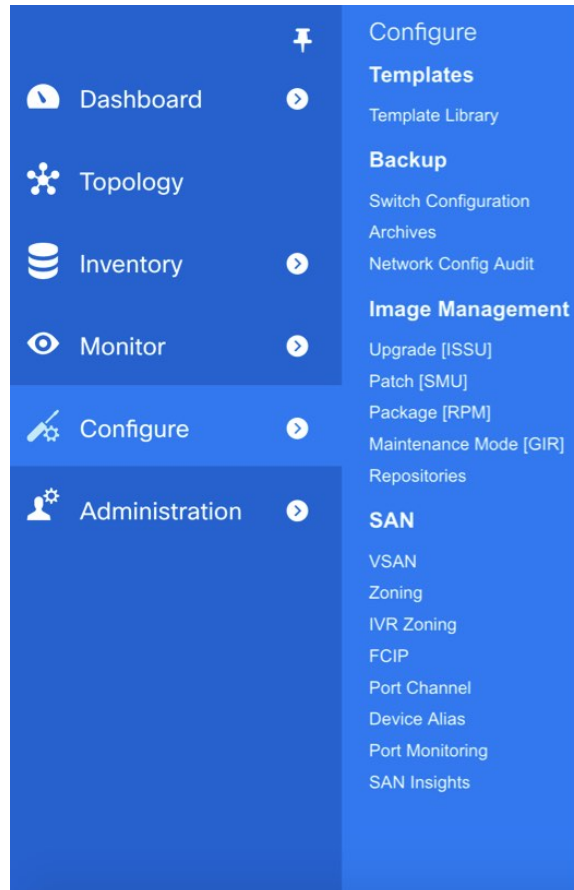 Dashboard
Topology
Inventory
Monitor
Configure
Administration
Configure
Templates
Template Library
Backup
Switch Configuration
Archives
Network Config Audit
Image Management
Upgrade [ISSU]
Patch [SMU]
Package [RPM]
Maintenance Mode [GIR]
Repositories
SAN
VSAN
Zoning
IVR Zoning
FCIP
Port Channel
Device Alias
Port Monitoring
SAN Insights